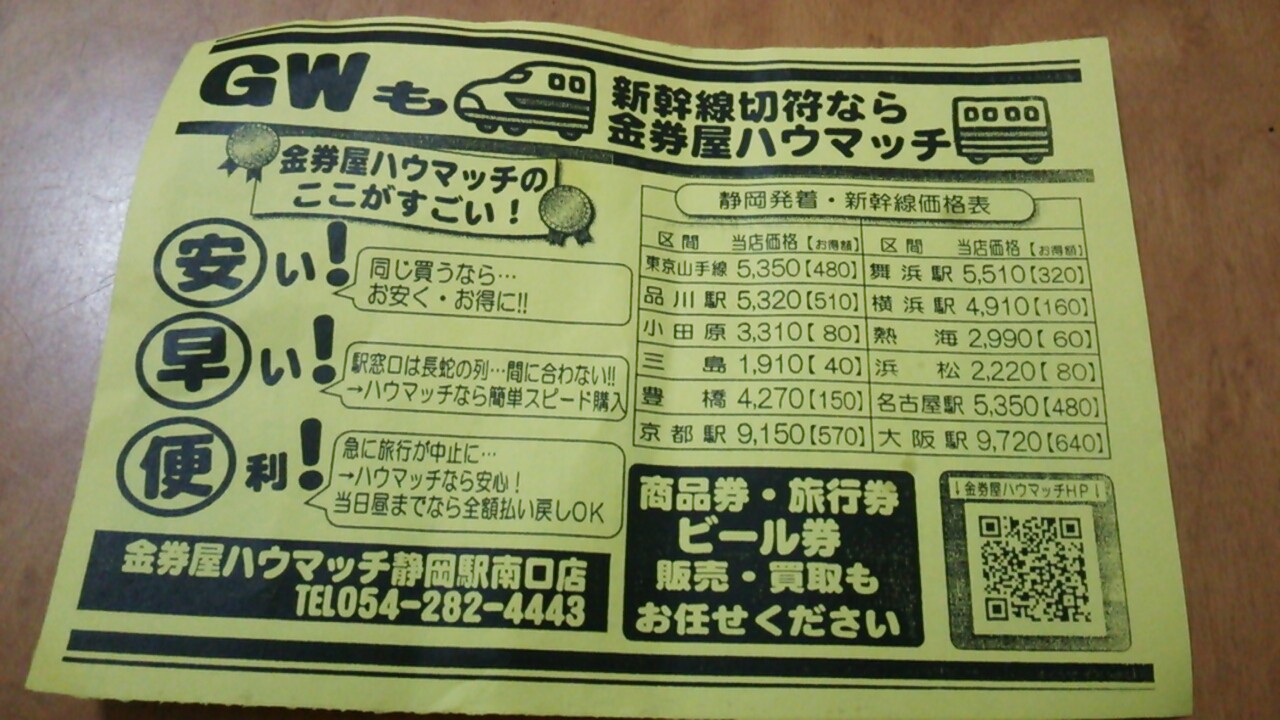 GWも
新幹線切符なら
金券屋ハウマッチ
金券屋ハウマッチの
ここがすごい！
安い！
同じ買うなら…
お安く・お得に!!
早い！
駅窓口は長蛇の列…間に合わない!!
→ハウマッチなら簡単スピード購入
便利！
急に旅行が中止に…
→ハウマッチなら安心！
当日昼までなら全額払い戻しOK
金券屋ハウマッチ静岡駅南口店
TEL054-282-4443
静岡発着・新幹線価格表
区間 当店価格【お得額】 区間 当店価格【お得額】
東京山手線 5,350【480】 舞浜駅 5,510【320】
品川駅 5,320【510】 横浜駅 4,910【160】
小田原 3,310【80】 熱海 2,990【60】
三島 1,910【40】 浜松 2,220【80】
豊橋 4,270【150】 名古屋駅 5,350【480】
京都駅 9,150【570】 大阪駅 9,720【640】
商品券・旅行券
ビール券
販売・買取も
お任せください
↓金券屋ハウマッチHP↓